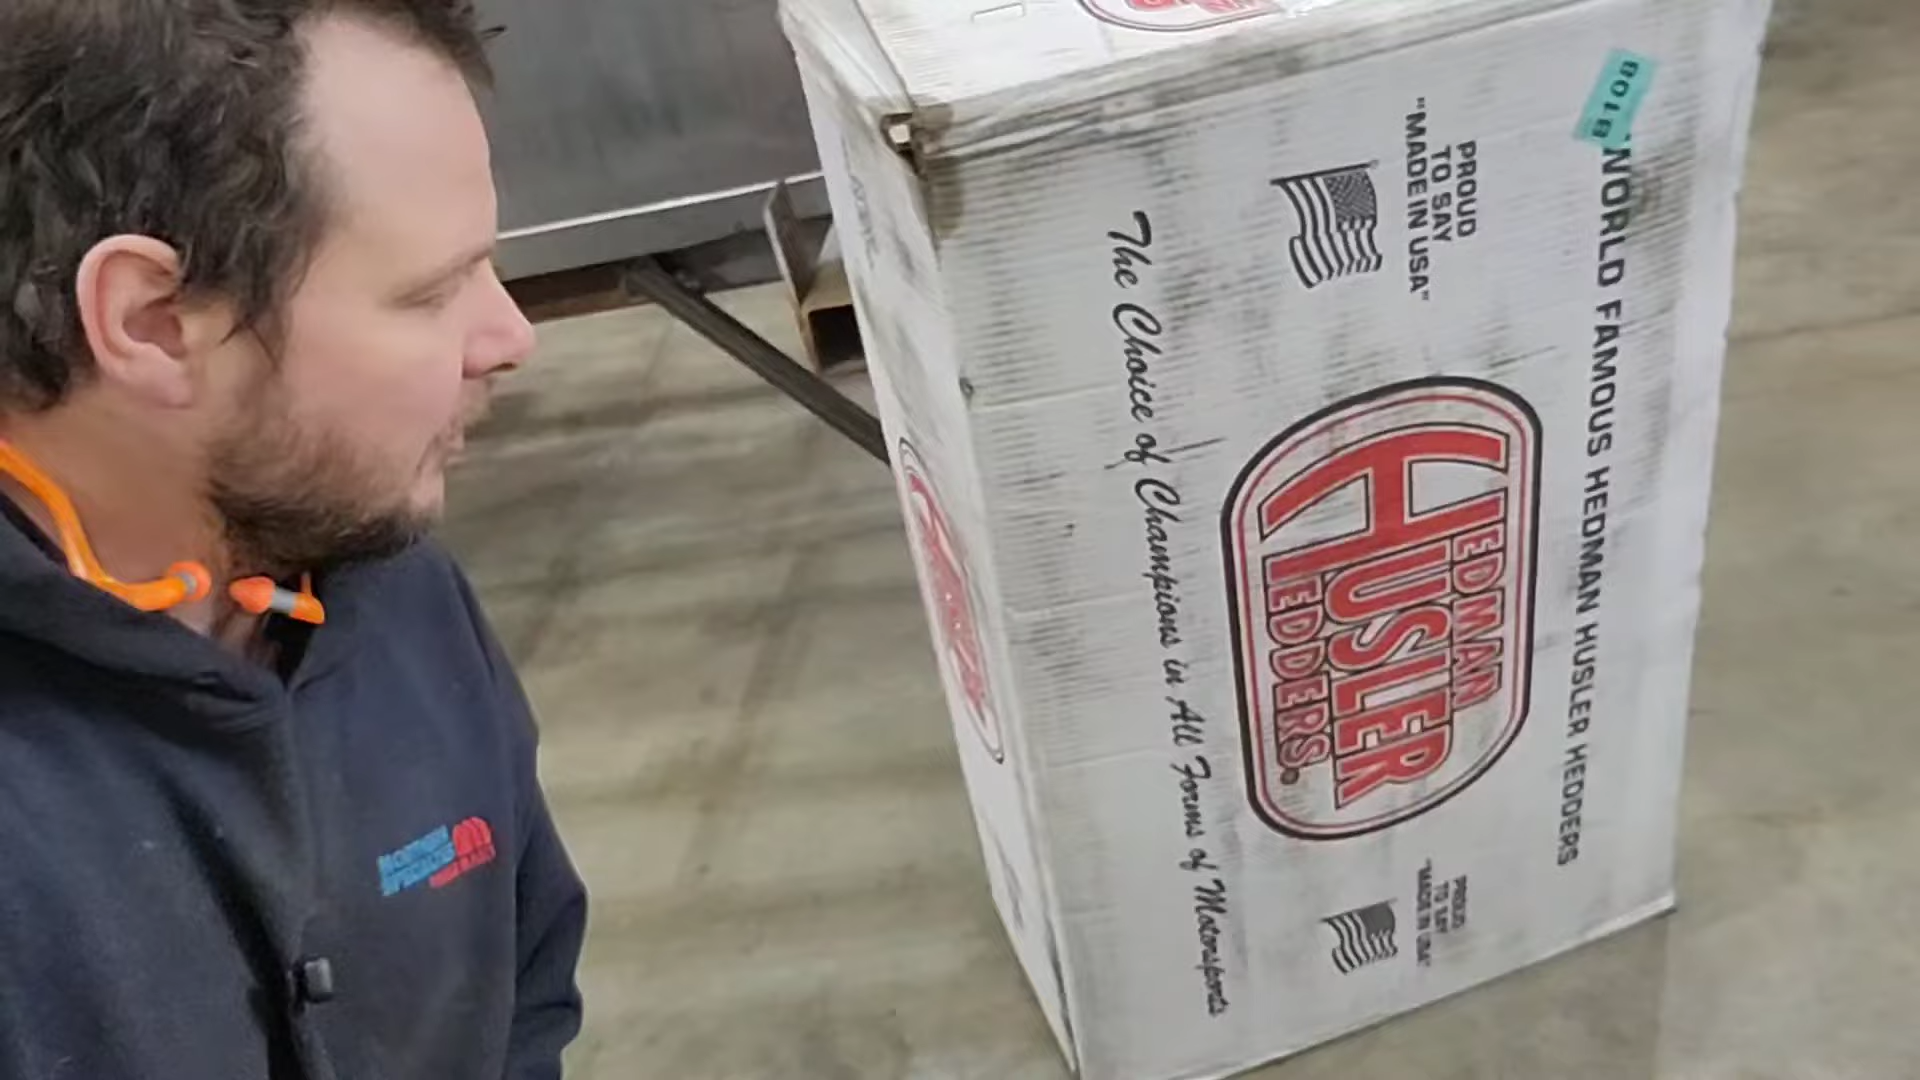 801B
"WORLD FAMOUS HEDMAN HUSLER HEDDERS
PROUD
TO SAY
"MADE IN USA"
HEDMAN
HUSLER
HEDDERS®
PROUD
TO SAY
"MADE IN USA"
The Choice of Champions in All Forms of Motorsports